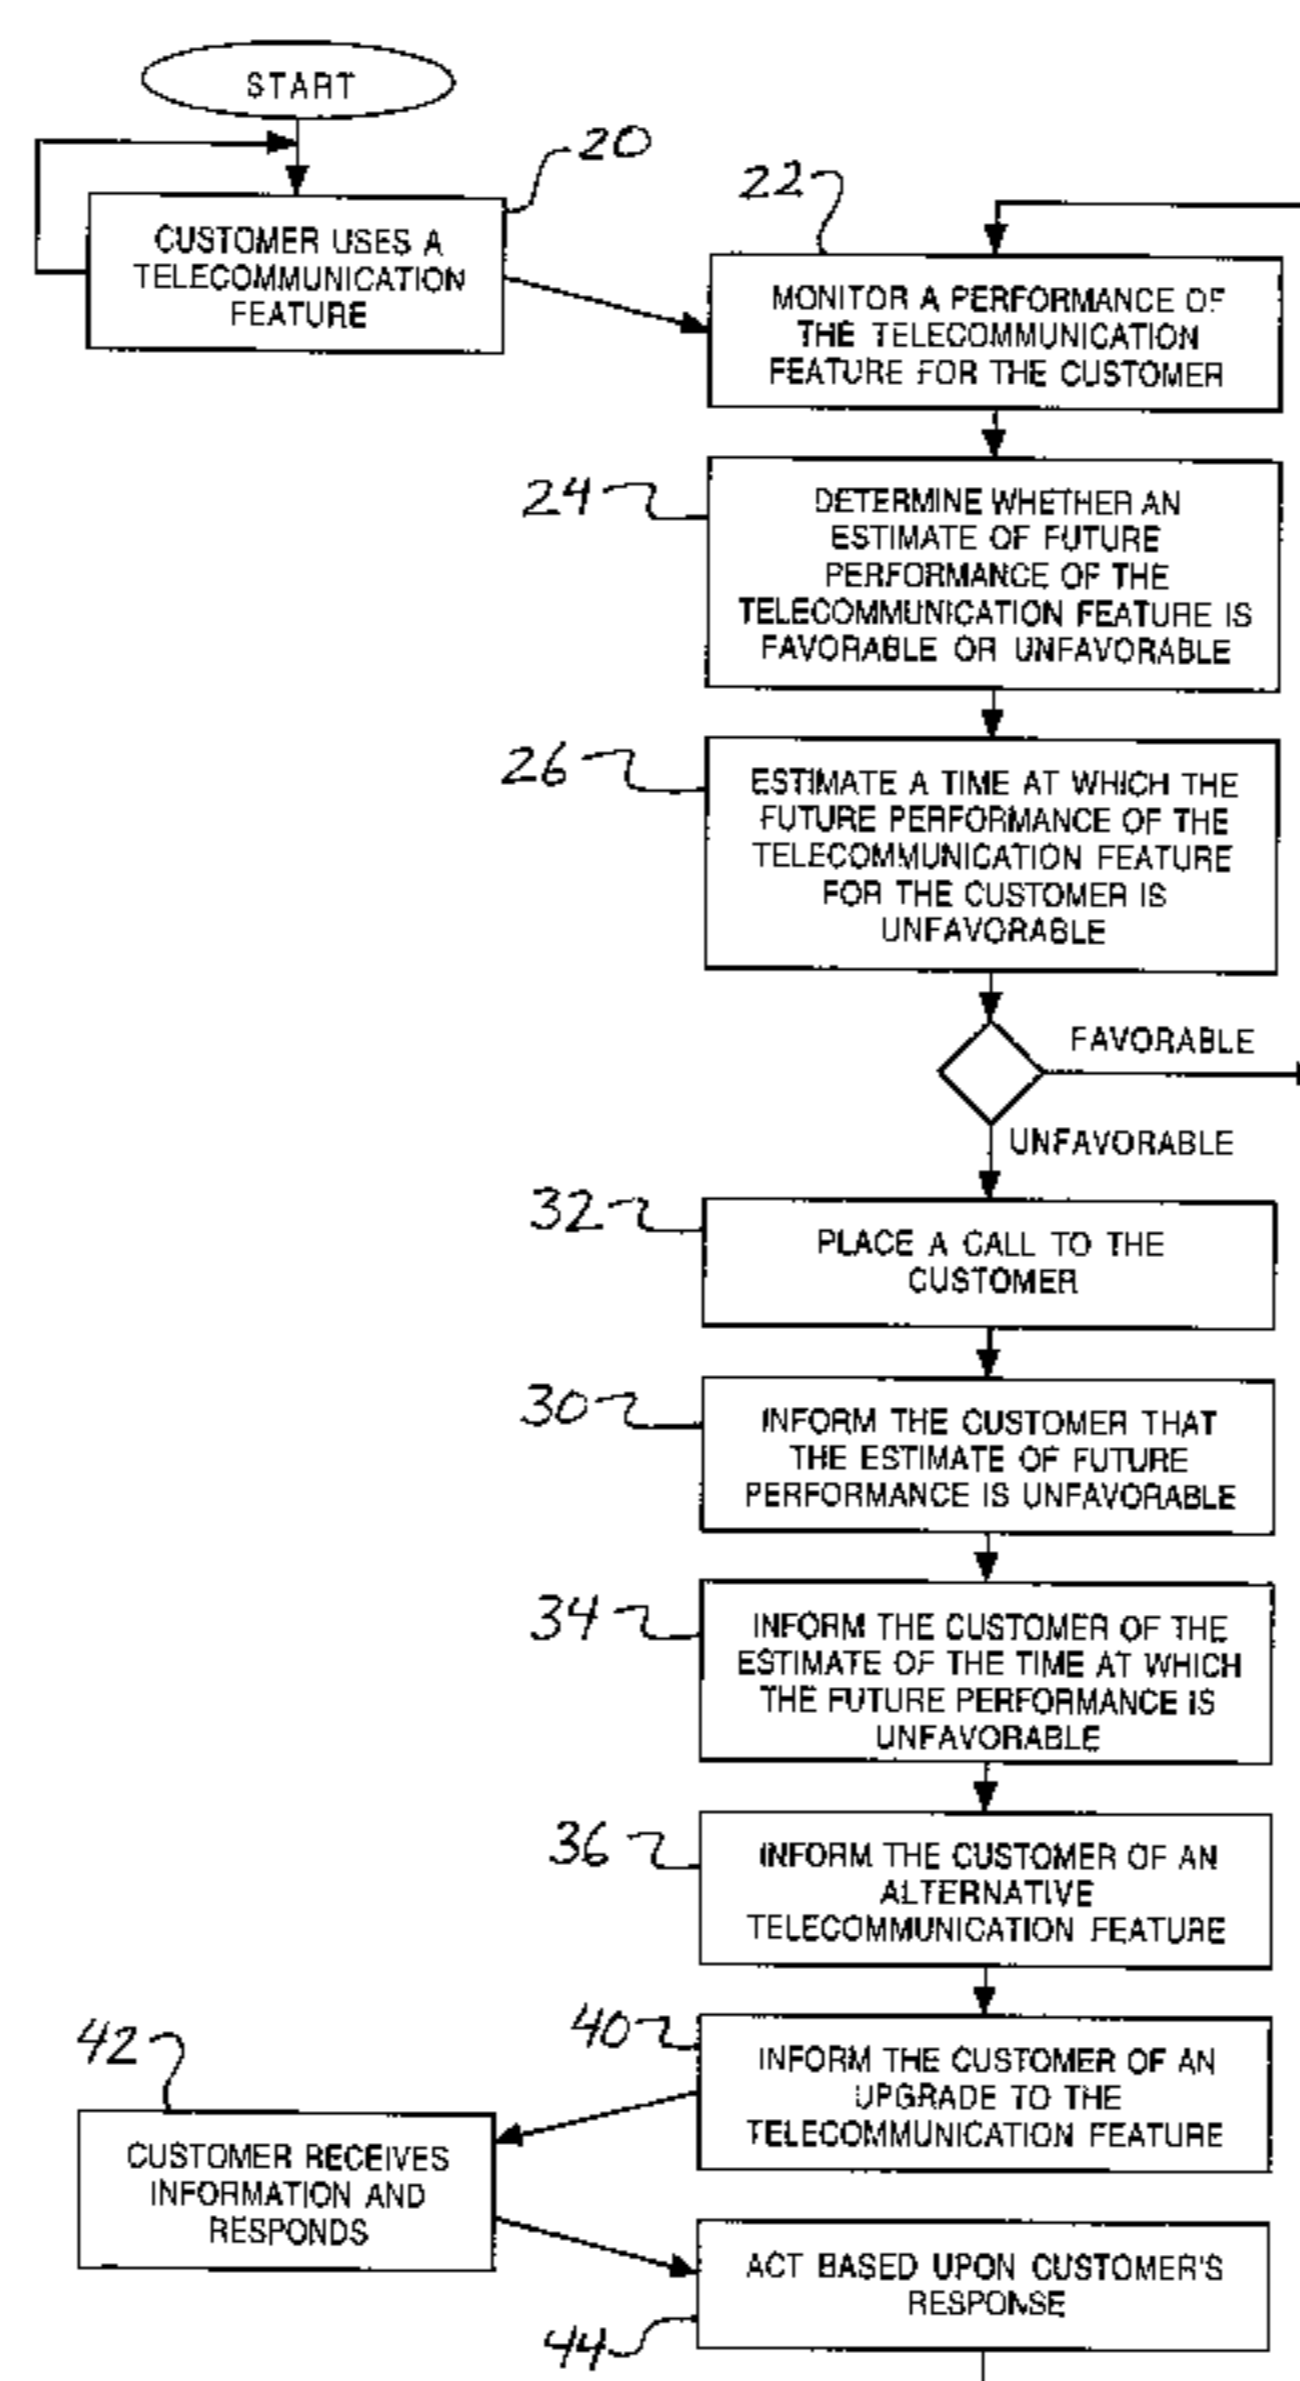 START
20
CUSTOMER USES A
TELECOMMUNICATION
FEATURE
22
MONITOR A PERFORMANCE OF
THE TELECOMMUNICATION
FEATURE FOR THE CUSTOMER
24
DETERMINE WHETHER AN
ESTIMATE OF FUTURE
PERFORMANCE OF THE
TELECOMMUNICATION FEATURE IS
FAVORABLE OR UNFAVORABLE
26
ESTIMATE A TIME AT WHICH THE
FUTURE PERFORMANCE OF THE
TELECOMMUNICATION FEATURE
FOR THE CUSTOMER IS
UNFAVORABLE
FAVORABLE
UNFAVORABLE
32
PLACE A CALL TO THE
CUSTOMER
30
INFORM THE CUSTOMER THAT
THE ESTIMATE OF FUTURE
PERFORMANCE IS UNFAVORABLE
34
INFORM THE CUSTOMER OF THE
ESTIMATE OF THE TIME AT WHICH
THE FUTURE PERFORMANCE IS
UNFAVORABLE
36
INFORM THE CUSTOMER OF AN
ALTERNATIVE
TELECOMMUNICATION FEATURE
40
INFORM THE CUSTOMER OF AN
UPGRADE TO THE
TELECOMMUNICATION FEATURE
42
CUSTOMER RECEIVES
INFORMATION AND
RESPONDS
ACT BASED UPON CUSTOMER'S
RESPONSE
44